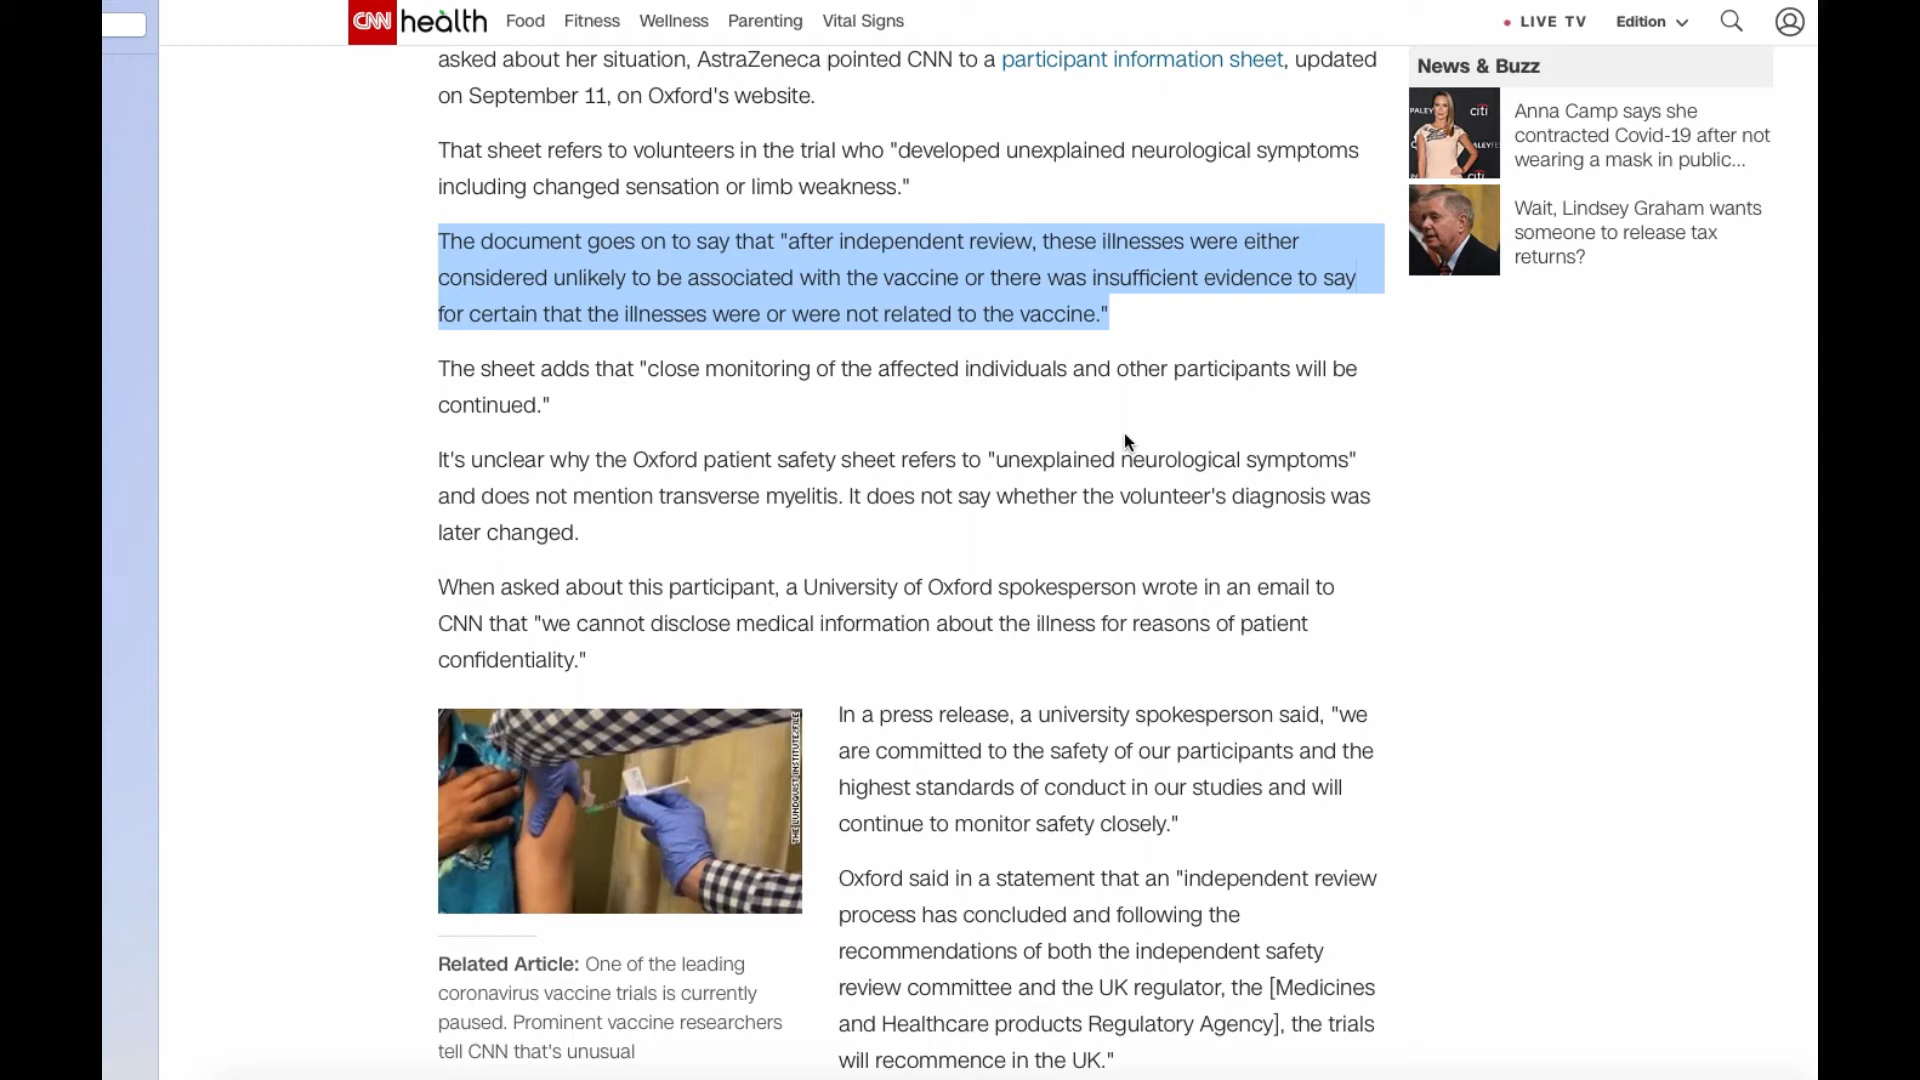 CNN health Food Fitness Wellness Parenting Vital Signs LIVE TV Edition
asked about her situation, AstraZeneca pointed CNN to a participant information sheet, updated
on September 11, on Oxford's website.
That sheet refers to volunteers in the trial who "developed unexplained neurological symptoms
including changed sensation or limb weakness."
The document goes on to say that "after independent review, these illnesses were either
considered unlikely to be associated with the vaccine or there was insufficient evidence to say
for certain that the illnesses were or were not related to the vaccine."
The sheet adds that "close monitoring of the affected individuals and other participants will be
continued."
It's unclear why the Oxford patient safety sheet refers to "unexplained neurological symptoms"
and does not mention transverse myelitis. It does not say whether the volunteer's diagnosis was
later changed.
When asked about this participant, a University of Oxford spokesperson wrote in an email to
CNN that "we cannot disclose medical information about the illness for reasons of patient
confidentiality."
THE LUNDQUIST INSTITUTE/FILE
Related Article: One of the leading
coronavirus vaccine trials is currently
paused. Prominent vaccine researchers
tell CNN that's unusual
In a press release, a university spokesperson said, "we
are committed to the safety of our participants and the
highest standards of conduct in our studies and will
continue to monitor safety closely."
Oxford said in a statement that an "independent review
process has concluded and following the
recommendations of both the independent safety
review committee and the UK regulator, the [Medicines
and Healthcare products Regulatory Agency], the trials
will recommence in the UK."
News & Buzz
PALEY citi
citi
Anna Camp says she
contracted Covid-19 after not
wearing a mask in public...
Wait, Lindsey Graham wants
someone to release tax
returns?